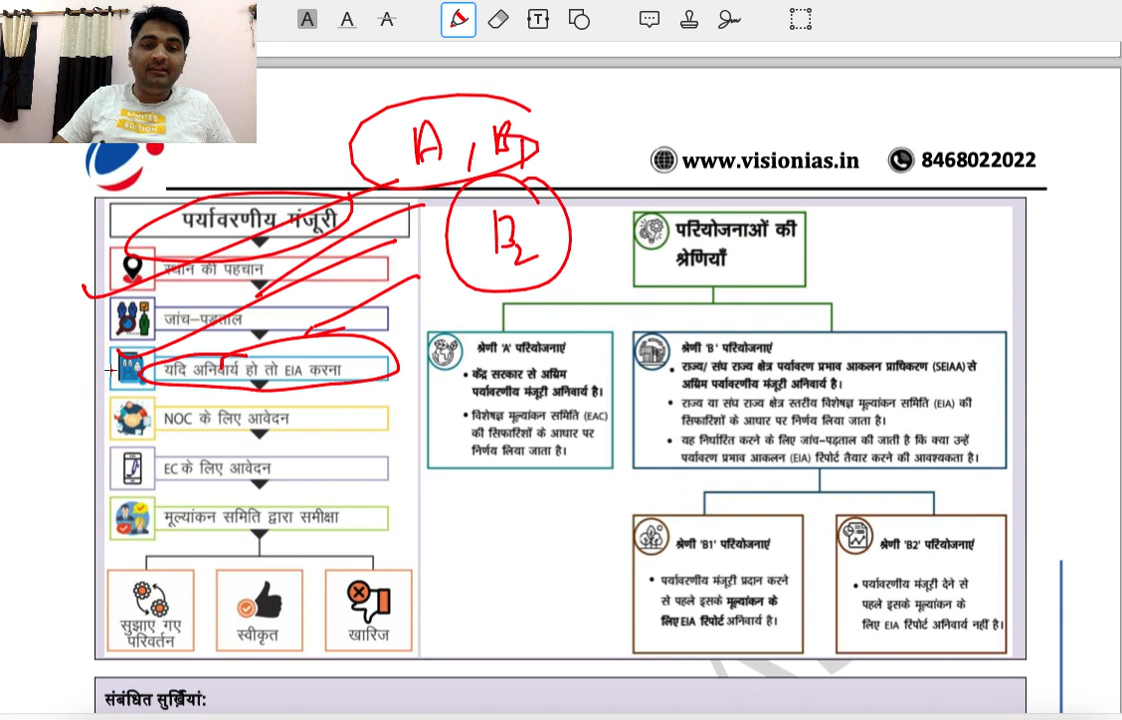 A A A T
LIMITED
EDITION
A, B1
B2
www.visionias.in 8468022022
पर्यावरणीय मंजूरी
स्थान की पहचान
जांच-पड़ताल
यदि अनिवार्य हो तो EIA करना
NOC के लिए आवेदन
EC के लिए आवेदन
मूल्यांकन समिति द्वारा समीक्षा
सुझाए गए
परिवर्तन
स्वीकृत
खारिज
परियोजनाओं की
श्रेणियाँ
श्रेणी 'A' परियोजनाएं
• केंद्र सरकार से अग्रिम
पर्यावरणीय मंजूरी अनिवार्य है।
• विशेषज्ञ मूल्यांकन समिति (EAC)
की सिफारिशों के आधार पर
निर्णय लिया जाता है।
श्रेणी 'B' परियोजनाएं
• राज्य/ संघ राज्य क्षेत्र पर्यावरण प्रभाव आकलन प्राधिकरण (SEIAA) से
अग्रिम पर्यावरणीय मंजूरी अनिवार्य है।
• राज्य या संघ राज्य क्षेत्र स्तरीय विशेषज्ञ मूल्यांकन समिति (EIA) की
सिफारिशों के आधार पर निर्णय लिया जाता है।
• यह निर्धारित करने के लिए जांच-पड़ताल की जाती है कि क्या उन्हें
पर्यावरण प्रभाव आकलन (EIA) रिपोर्ट तैयार करने की आवश्यकता है।
श्रेणी 'B1' परियोजनाएं
• पर्यावरणीय मंजूरी प्रदान करने
से पहले इसके मूल्यांकन के
लिए EIA रिपोर्ट अनिवार्य है।
श्रेणी 'B2' परियोजनाएं
• पर्यावरणीय मंजूरी देने से
पहले इसके मूल्यांकन के
लिए EIA रिपोर्ट अनिवार्य नहीं है।
संबंधित सुर्ख़ियां: